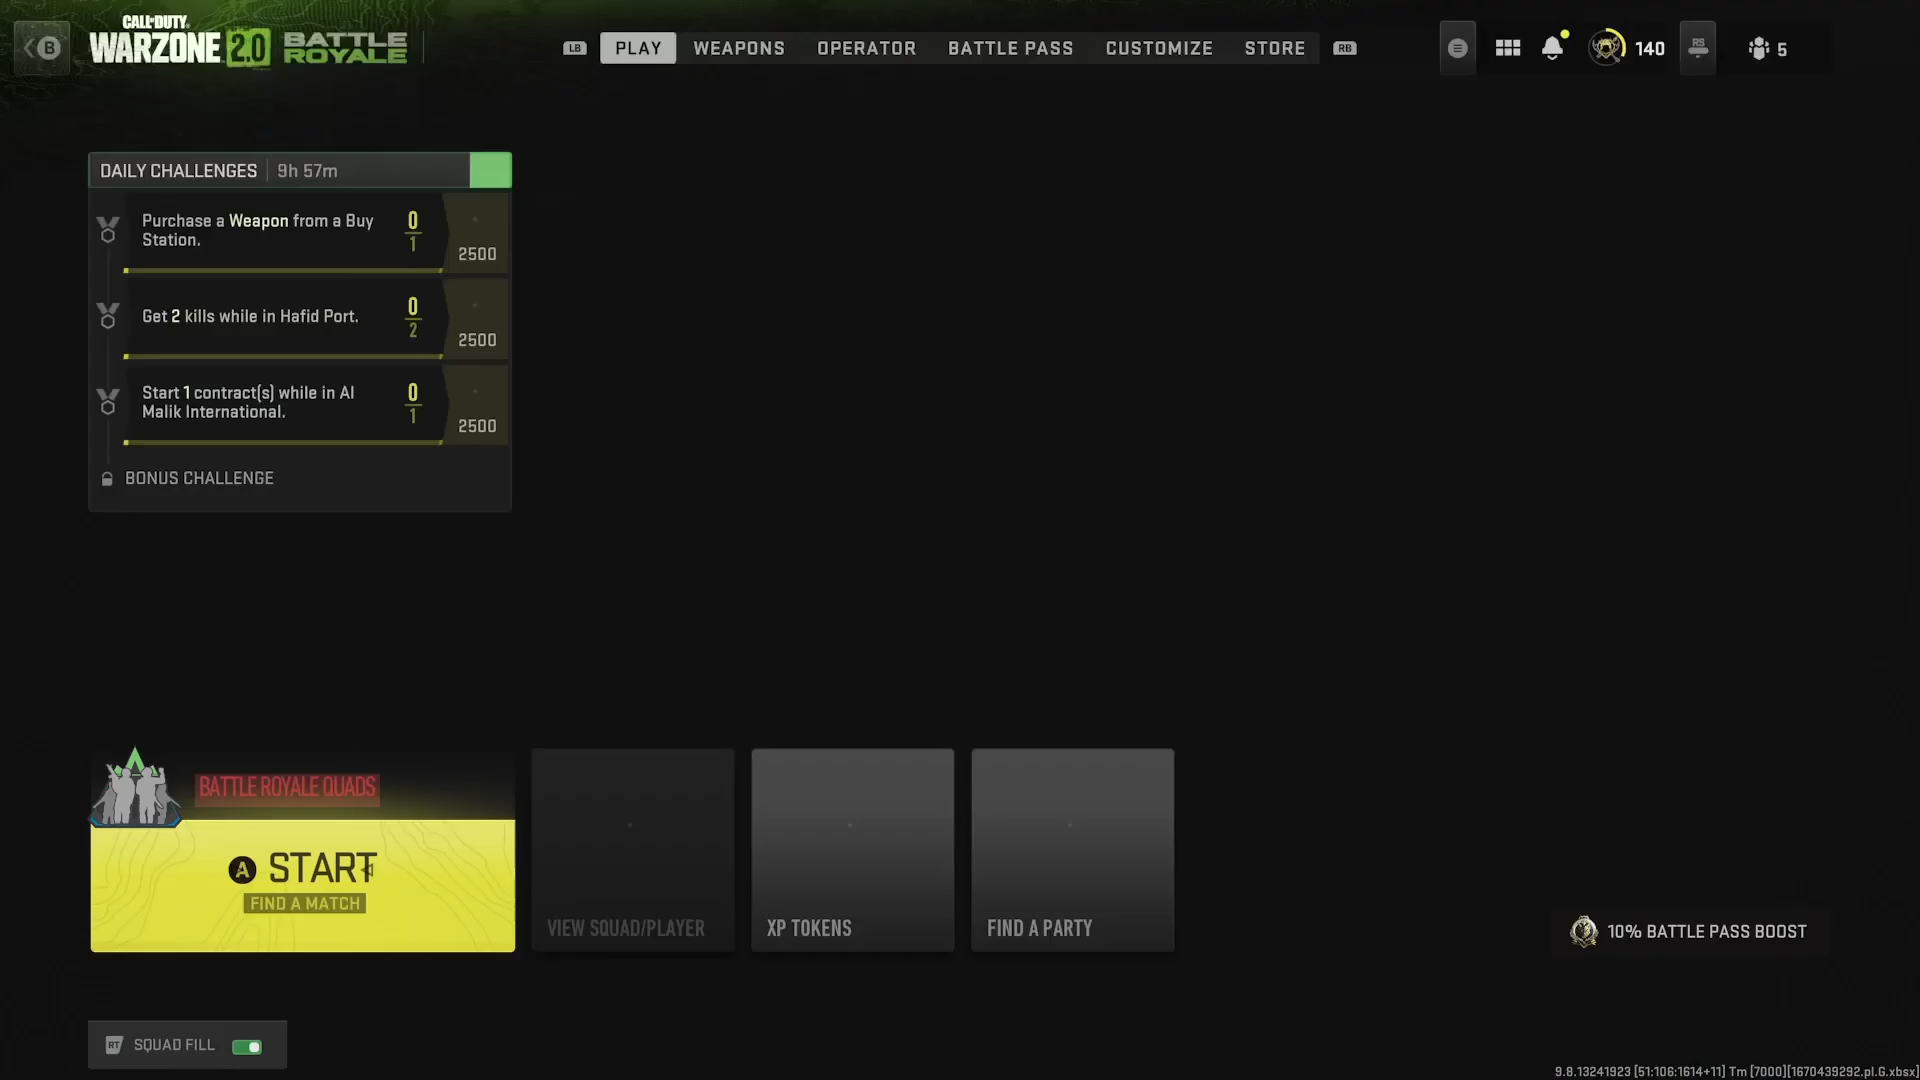 B
CALL OF DUTY
WARZONE 2.0
BATTLE
ROYALE
LB
PLAY
WEAPONS
OPERATOR
BATTLE PASS
CUSTOMIZE
STORE
RB
140
RS
5
DAILY CHALLENGES
9h 57m
Purchase a Weapon from a Buy
Station.
0
1
2500
Get 2 kills while in Hafid Port.
0
2
2500
Start 1 contract(s) while in Al
Malik International.
0
1
2500
BONUS CHALLENGE
BATTLE ROYALE QUADS
A START
FIND A MATCH
VIEW SQUAD/PLAYER
XP TOKENS
FIND A PARTY
10% BATTLE PASS BOOST
RT SQUAD FILL
9.8.13241923 [51:106:1614+11] Tm [7000][1670439292.pl.G.xbsx]